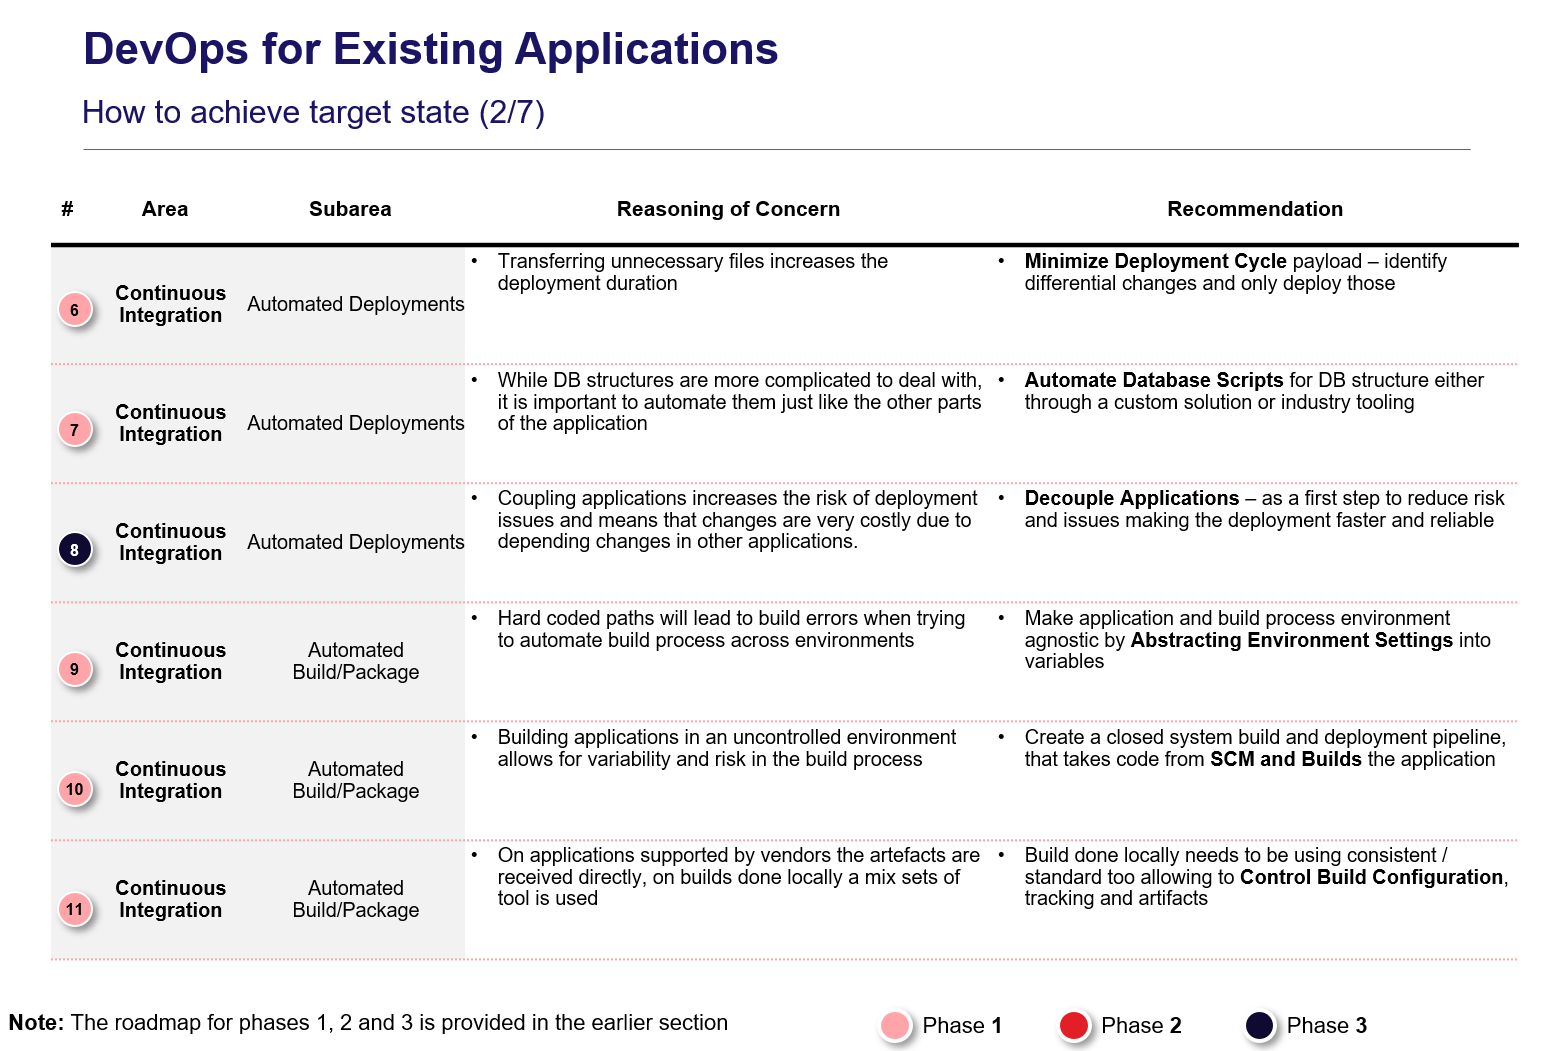 DevOps for Existing Applications
How to achieve target state (2/7)
# Area Subarea Reasoning of Concern Recommendation
6
Continuous
Integration
Automated Deployments
• Transferring unnecessary files increases the
deployment duration
• Minimize Deployment Cycle payload – identify
differential changes and only deploy those
7
Continuous
Integration
Automated Deployments
• While DB structures are more complicated to deal with,
it is important to automate them just like the other parts
of the application
• Automate Database Scripts for DB structure either
through a custom solution or industry tooling
8
Continuous
Integration
Automated Deployments
• Coupling applications increases the risk of deployment
issues and means that changes are very costly due to
depending changes in other applications.
• Decouple Applications – as a first step to reduce risk
and issues making the deployment faster and reliable
9
Continuous
Integration
Automated
Build/Package
• Hard coded paths will lead to build errors when trying
to automate build process across environments
• Make application and build process environment
agnostic by Abstracting Environment Settings into
variables
10
Continuous
Integration
Automated
Build/Package
• Building applications in an uncontrolled environment
allows for variability and risk in the build process
• Create a closed system build and deployment pipeline,
that takes code from SCM and Builds the application
11
Continuous
Integration
Automated
Build/Package
• On applications supported by vendors the artefacts are
received directly, on builds done locally a mix sets of
tool is used
• Build done locally needs to be using consistent /
standard too allowing to Control Build Configuration,
tracking and artifacts
Note: The roadmap for phases 1, 2 and 3 is provided in the earlier section
Phase 1
Phase 2
Phase 3